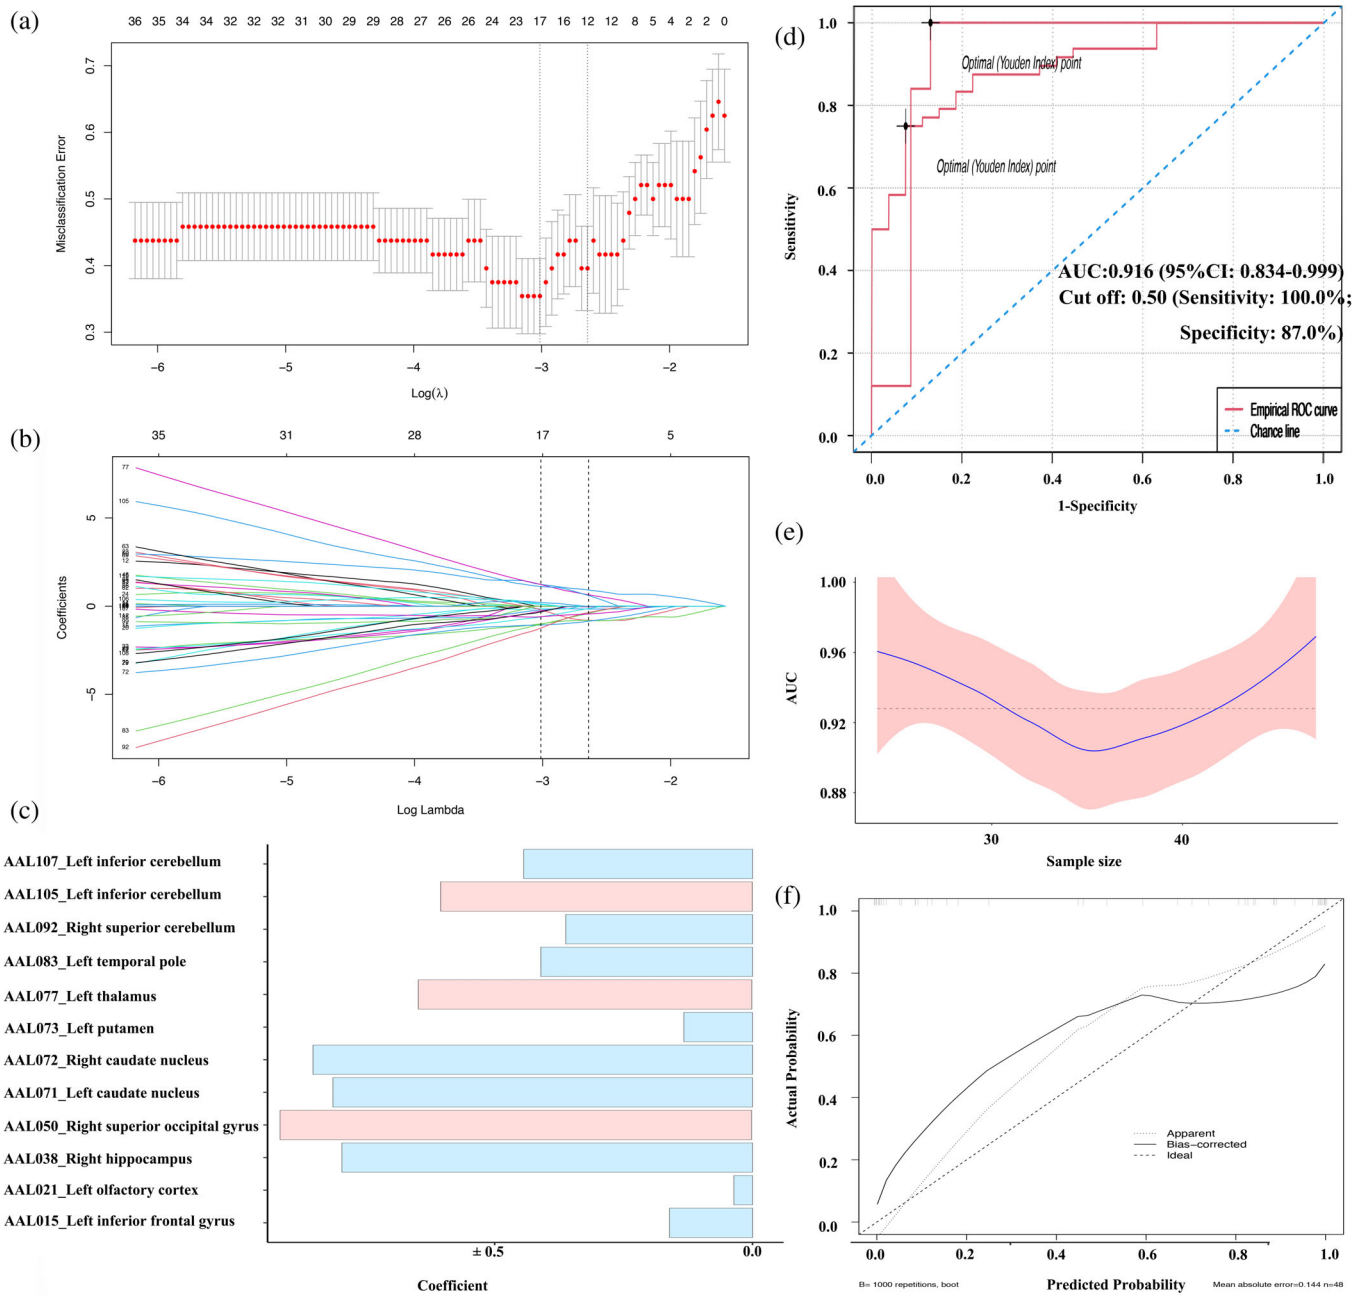 (a)
36 35 34 34 32 32 31 30 29 29 28 27 26 24 23 17 16 12 12 8 5 4 2 2 0
0.7
0.6
0.5
0.4
0.3
Misclassification Error
−6 −5 −4 −3 −2
Log(λ)
(b)
35 31 28 17 5
77
105
63
12
72
83
92
5
0
−5
Coefficients
−6 −5 −4 −3 −2
Log Lambda
(c)
AAL107_Left inferior cerebellum
AAL105_Left inferior cerebellum
AAL092_Right superior cerebellum
AAL083_Left temporal pole
AAL077_Left thalamus
AAL073_Left putamen
AAL072_Right caudate nucleus
AAL071_Left caudate nucleus
AAL050_Right superior occipital gyrus
AAL038_Right hippocampus
AAL021_Left olfactory cortex
AAL015_Left inferior frontal gyrus
± 0.5 0.0
Coefficient
(d)
1.0
0.8
0.6
0.4
0.2
0.0
Sensitivity
Optimal (Youden Index) point
Optimal (Youden Index) point
AUC:0.916 (95%CI: 0.834-0.999)
Cut off: 0.50 (Sensitivity: 100.0%;
Specificity: 87.0%)
Empirical ROC curve
Chance line
0.0 0.2 0.4 0.6 0.8 1.0
1-Specificity
(e)
1.00
0.96
0.92
0.88
AUC
30 40
Sample size
(f)
1.0
0.8
0.6
0.4
0.2
0.0
Actual Probability
Apparent
Bias−corrected
Ideal
0.0 0.2 0.4 0.6 0.8 1.0
B= 1000 repetitions, boot
Predicted Probability
Mean absolute error=0.144 n=48